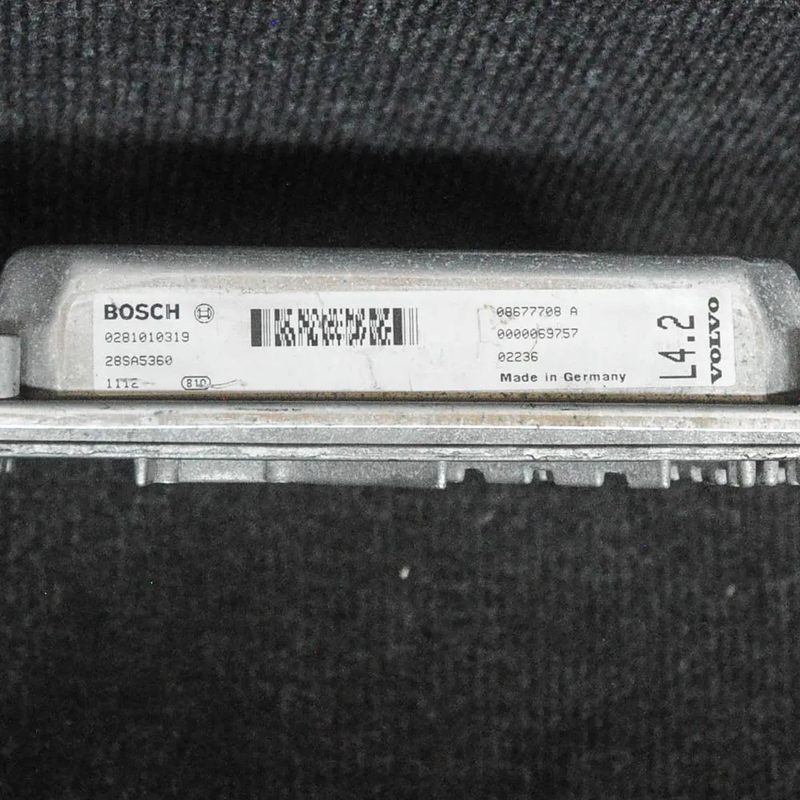 BOSCH
0281010319
28SA5360
1112 810
08677708 A
0000069757
02236
Made in Germany
L4.2
VOLVO